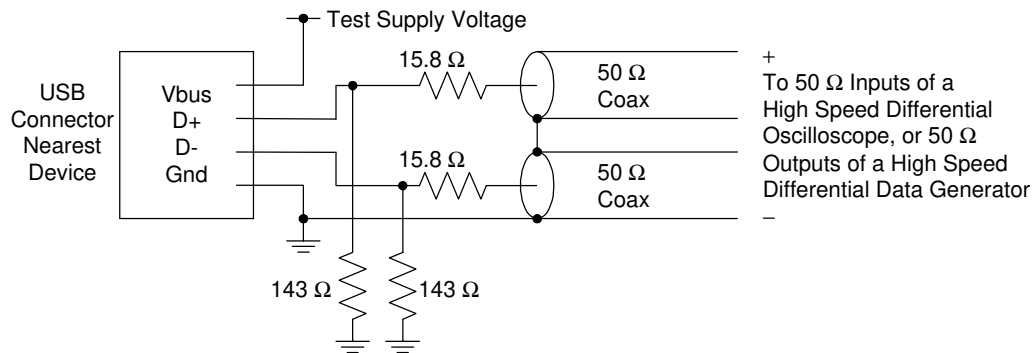 Test Supply Voltage
USB
Connector
Nearest
Device
Vbus
D+
D-
Gnd
15.8 Ω
50 Ω
Coax
15.8 Ω
50 Ω
Coax
+
To 50 Ω Inputs of a
High Speed Differential
Oscilloscope, or 50 Ω
Outputs of a High Speed
Differential Data Generator
−
143 Ω
143 Ω